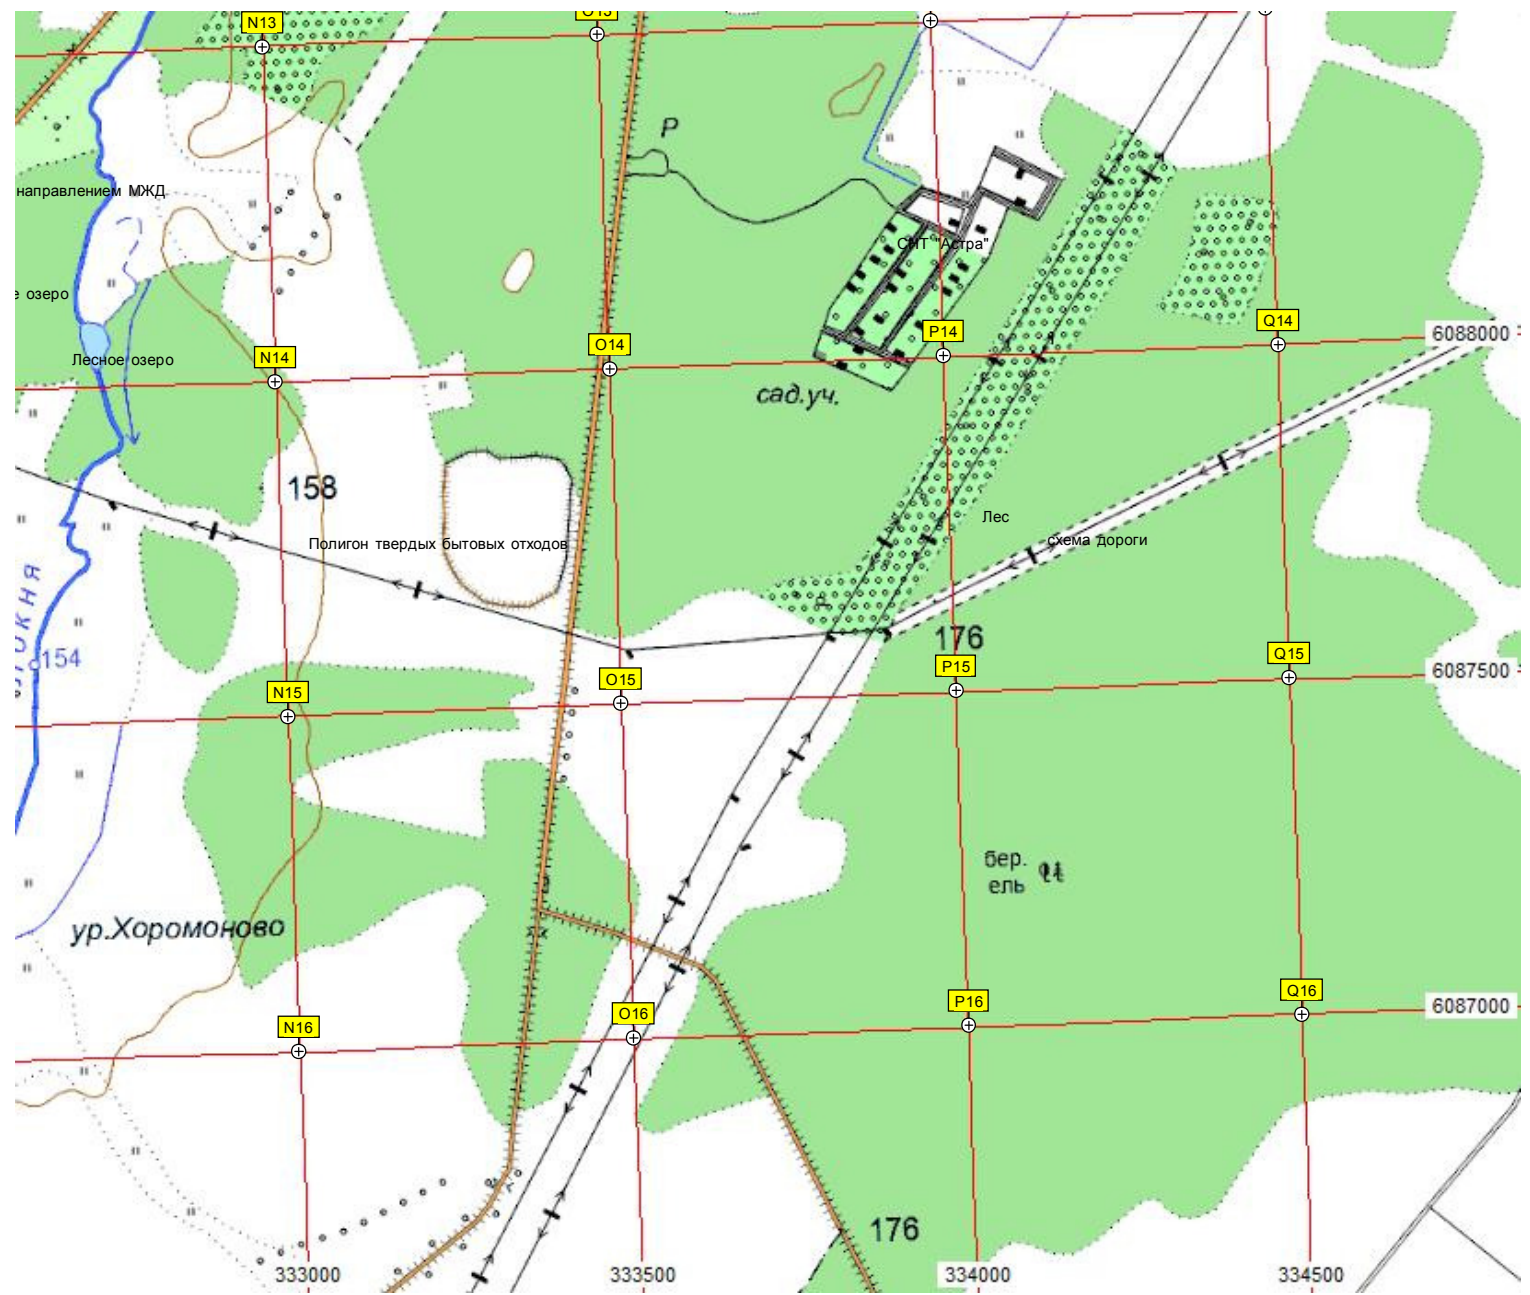 N13
O13
P
направлением МЖД
СНТ "Астра"
е озеро
Лесное озеро
N14
O14
P14
Q14
6088000
сад.уч.
158
Лес
Полигон твердых бытовых отходов
схема дороги
176
154
N15
O15
P15
Q15
6087500
бер.
ель
ур.Хоромоново
N16
O16
P16
Q16
6087000
176
333000
333500
334000
334500